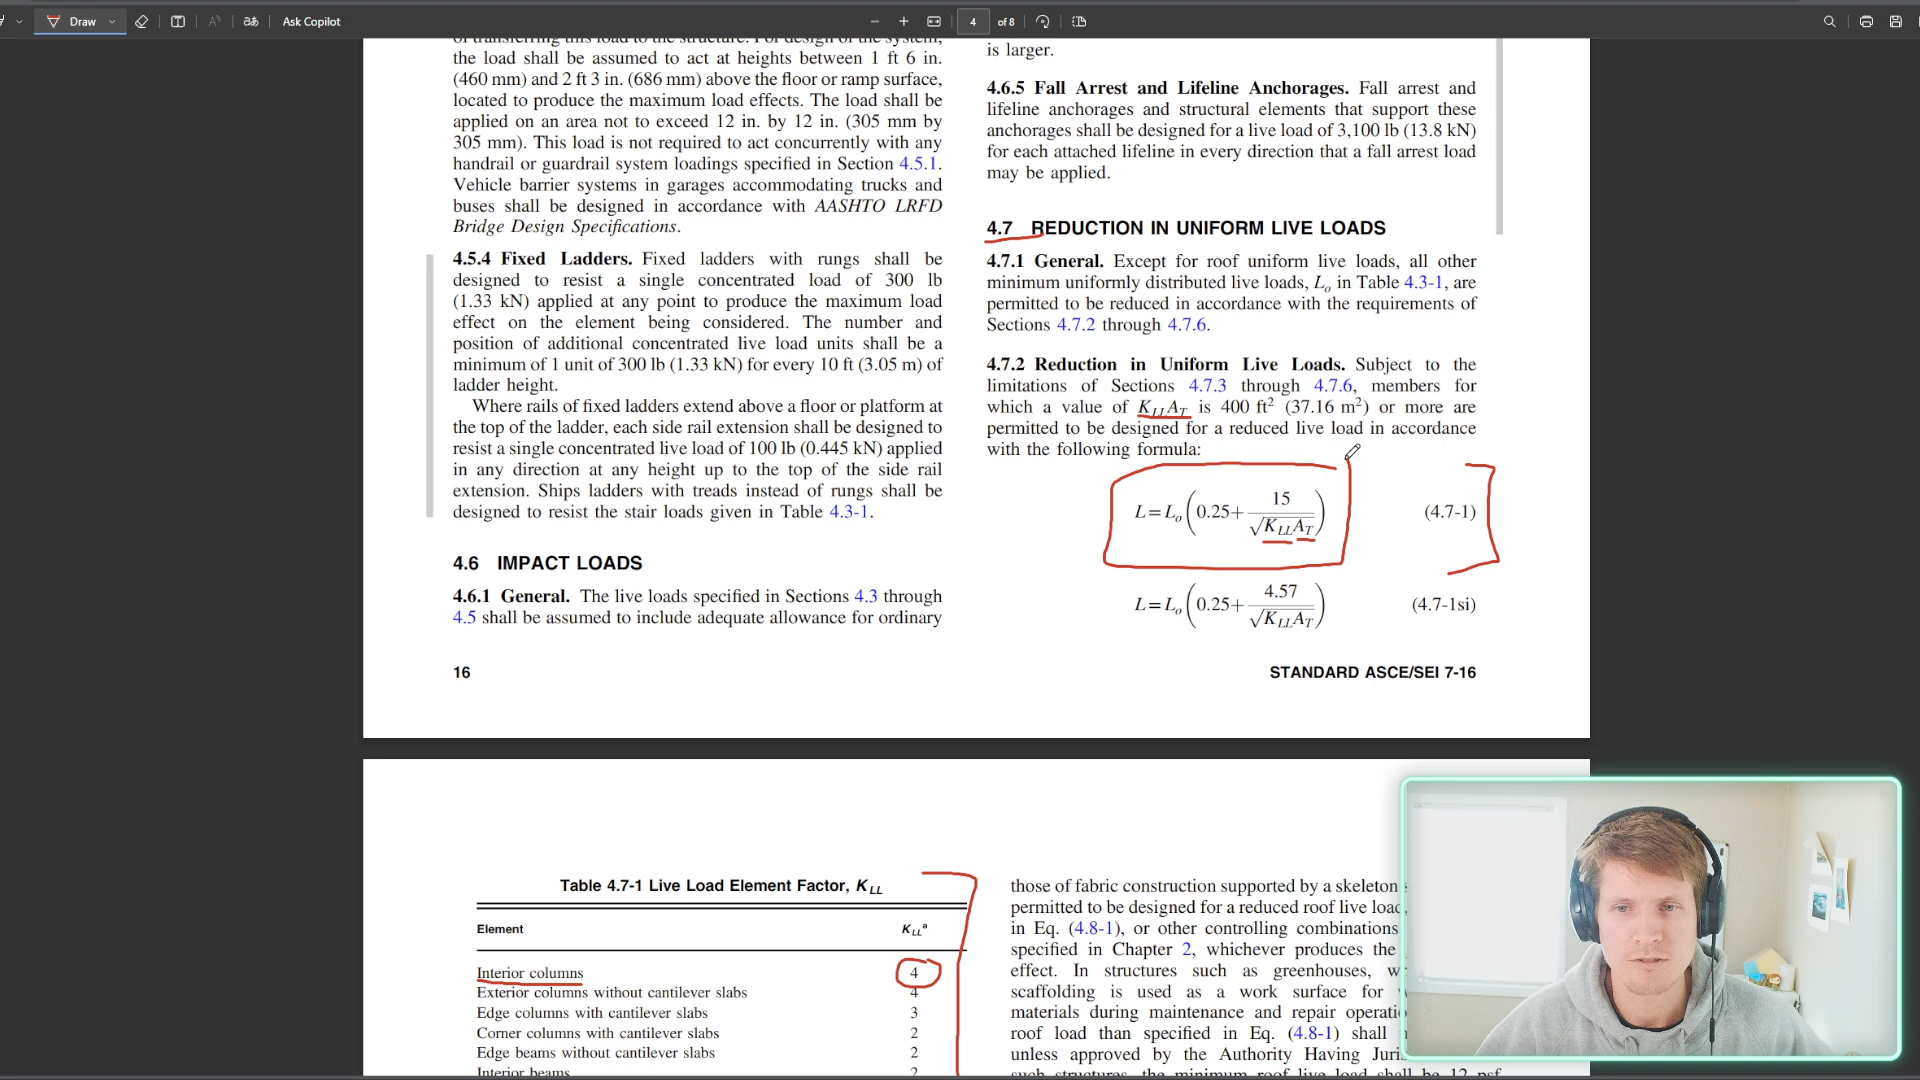 Draw
Ask Copilot
4
of 8
of transferring this load to the structure. For design of the system,
the load shall be assumed to act at heights between 1 ft 6 in.
(460 mm) and 2 ft 3 in. (686 mm) above the floor or ramp surface,
located to produce the maximum load effects. The load shall be
applied on an area not to exceed 12 in. by 12 in. (305 mm by
305 mm). This load is not required to act concurrently with any
handrail or guardrail system loadings specified in Section 4.5.1.
Vehicle barrier systems in garages accommodating trucks and
buses shall be designed in accordance with AASHTO LRFD
Bridge Design Specifications.
4.5.4 Fixed Ladders. Fixed ladders with rungs shall be
designed to resist a single concentrated load of 300 lb
(1.33 kN) applied at any point to produce the maximum load
effect on the element being considered. The number and
position of additional concentrated live load units shall be a
minimum of 1 unit of 300 lb (1.33 kN) for every 10 ft (3.05 m) of
ladder height.
Where rails of fixed ladders extend above a floor or platform at
the top of the ladder, each side rail extension shall be designed to
resist a single concentrated live load of 100 lb (0.445 kN) applied
in any direction at any height up to the top of the side rail
extension. Ships ladders with treads instead of rungs shall be
designed to resist the stair loads given in Table 4.3-1.
4.6 IMPACT LOADS
4.6.1 General. The live loads specified in Sections 4.3 through
4.5 shall be assumed to include adequate allowance for ordinary
is larger.
4.6.5 Fall Arrest and Lifeline Anchorages. Fall arrest and
lifeline anchorages and structural elements that support these
anchorages shall be designed for a live load of 3,100 lb (13.8 kN)
for each attached lifeline in every direction that a fall arrest load
may be applied.
4.7 REDUCTION IN UNIFORM LIVE LOADS
4.7.1 General. Except for roof uniform live loads, all other
minimum uniformly distributed live loads, Lo in Table 4.3-1, are
permitted to be reduced in accordance with the requirements of
Sections 4.7.2 through 4.7.6.
4.7.2 Reduction in Uniform Live Loads. Subject to the
limitations of Sections 4.7.3 through 4.7.6, members for
which a value of KLLAT is 400 ft² (37.16 m²) or more are
permitted to be designed for a reduced live load in accordance
with the following formula:
L=Lo(0.25+15/√KLLAT) (4.7-1)
L=Lo(0.25+4.57/√KLLAT) (4.7-1si)
16
STANDARD ASCE/SEI 7-16
Table 4.7-1 Live Load Element Factor, KLL
Element KLLᵃ
Interior columns 4
Exterior columns without cantilever slabs 4
Edge columns with cantilever slabs 3
Corner columns with cantilever slabs 2
Edge beams without cantilever slabs 2
Interior beams 2
those of fabric construction supported by a skeleton
permitted to be designed for a reduced roof live load,
in Eq. (4.8-1), or other controlling combinations
specified in Chapter 2, whichever produces the
effect. In structures such as greenhouses,
scaffolding is used as a work surface for
materials during maintenance and repair
roof load than specified in Eq. (4.8-1) shall
unless approved by the Authority Having
such structures, the minimum roof live load shall be 12 psf